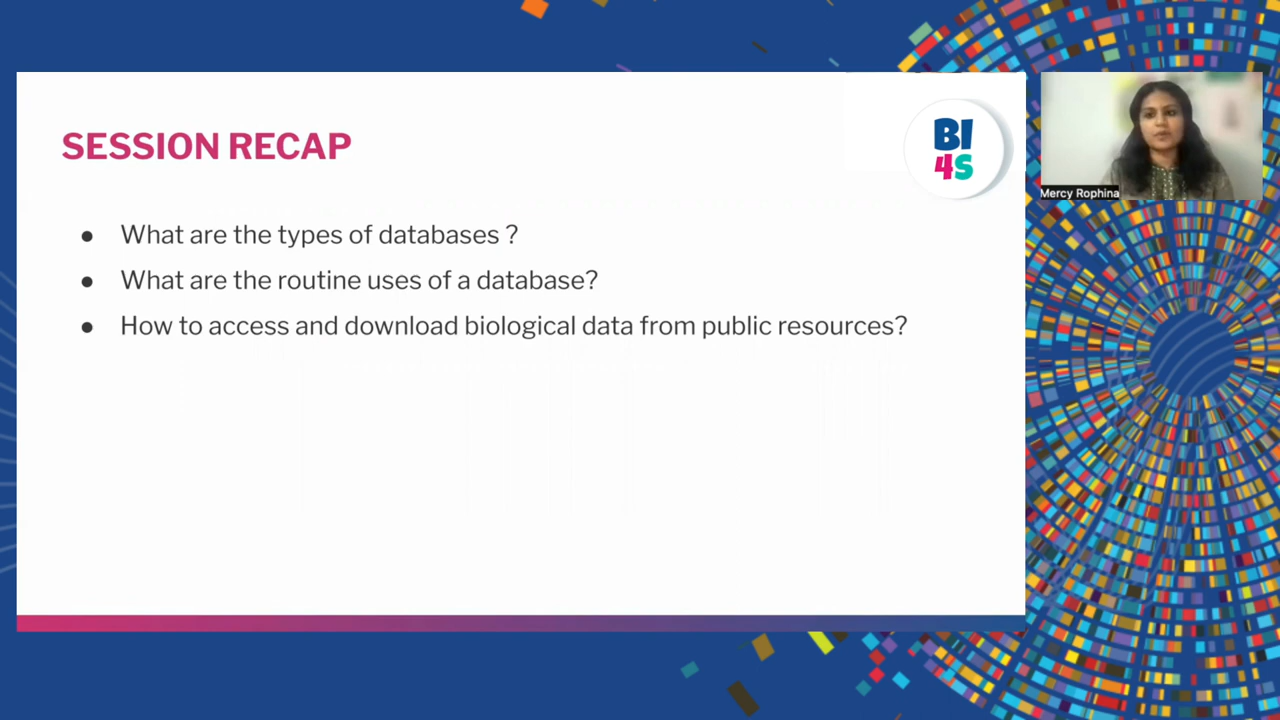 SESSION RECAP
BI
4S
Mercy Rophina
● What are the types of databases ?
● What are the routine uses of a database?
● How to access and download biological data from public resources?